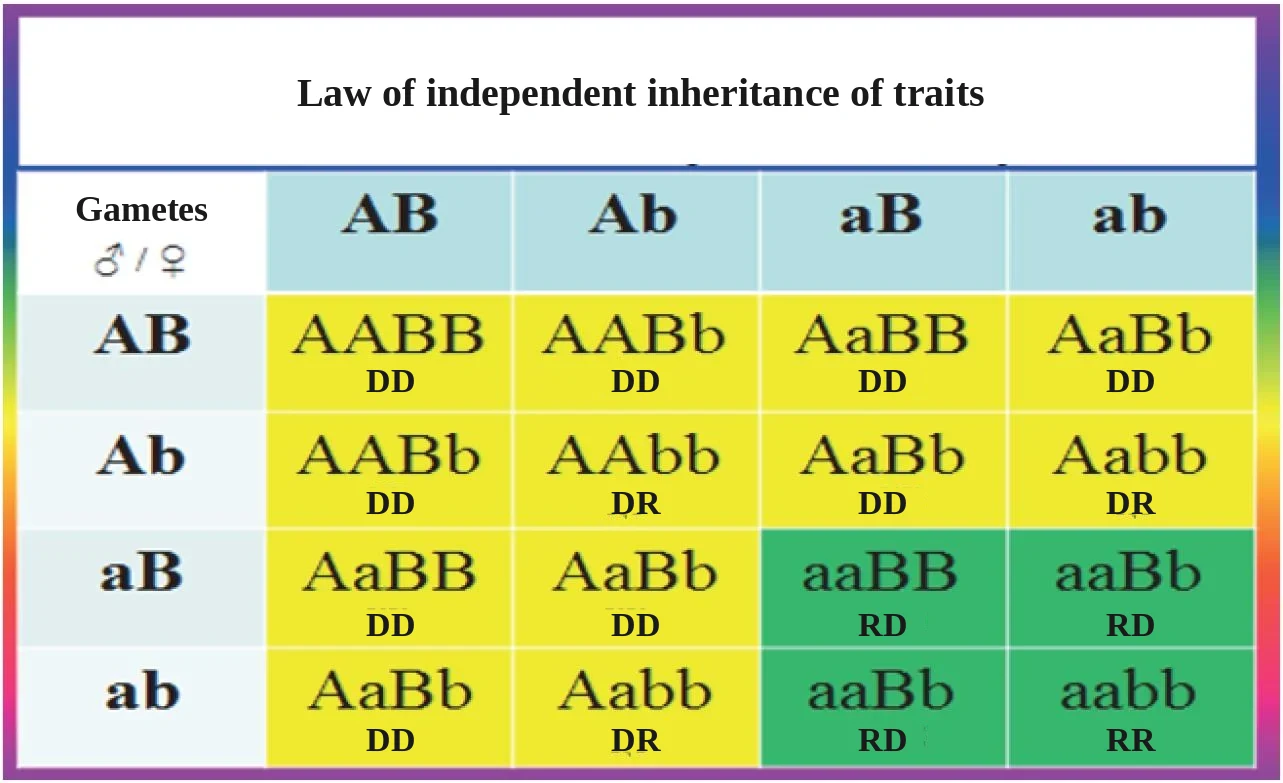 Law of independent inheritance of traits
Gametes
♂ / ♀
AB Ab aB ab
AB AABB AABb AaBB AaBb
DD DD DD DD
Ab AABb AAbb AaBb Aabb
DD DR DD DR
aB AaBB AaBb aaBB aaBb
DD DD RD RD
ab AaBb Aabb aaBb aabb
DD DR RD RR